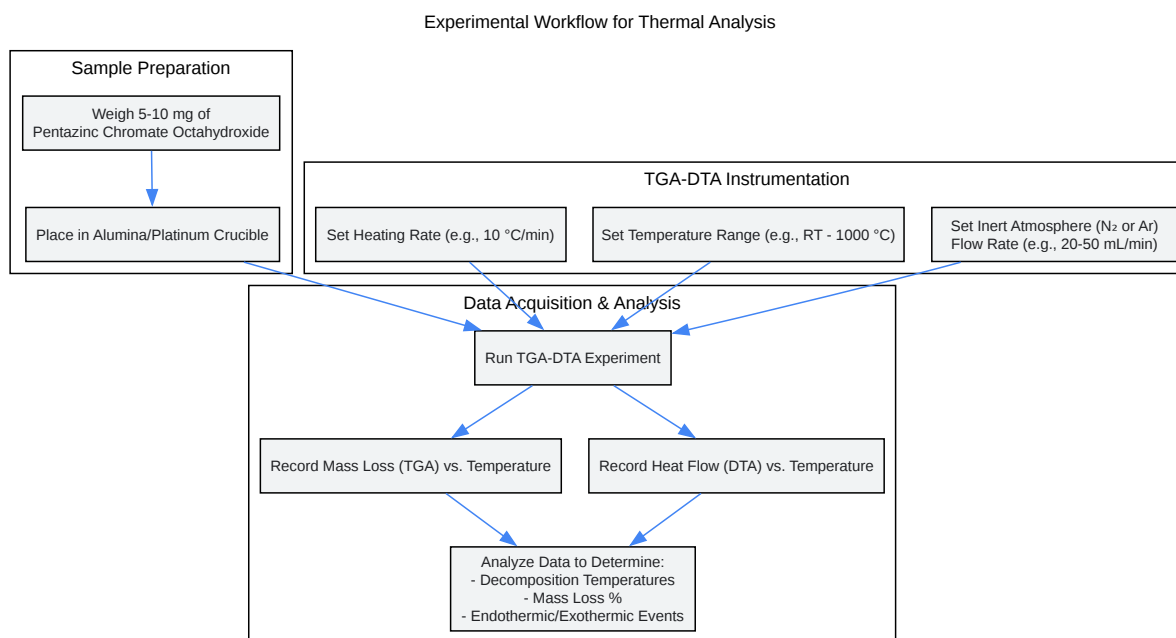 Experimental Workflow for Thermal Analysis
Sample Preparation
Weigh 5-10 mg of
Pentazinc Chromate Octahydroxide
Place in Alumina/Platinum Crucible
TGA-DTA Instrumentation
Set Heating Rate (e.g., 10 °C/min)
Set Temperature Range (e.g., RT - 1000 °C)
Set Inert Atmosphere (N₂ or Ar)
Flow Rate (e.g., 20-50 mL/min)
Data Acquisition & Analysis
Run TGA-DTA Experiment
Record Mass Loss (TGA) vs. Temperature
Record Heat Flow (DTA) vs. Temperature
Analyze Data to Determine:
- Decomposition Temperatures
- Mass Loss %
- Endothermic/Exothermic Events